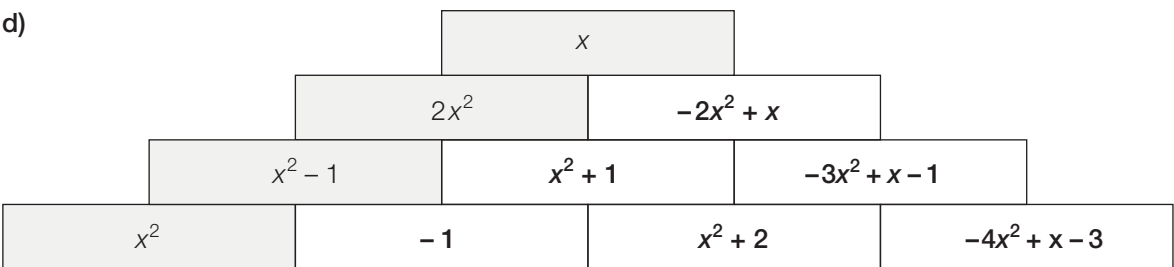 d)
x
2x² −2x² + x
x² − 1 x² + 1 −3x² + x − 1
x² −1 x² + 2 −4x² + x − 3